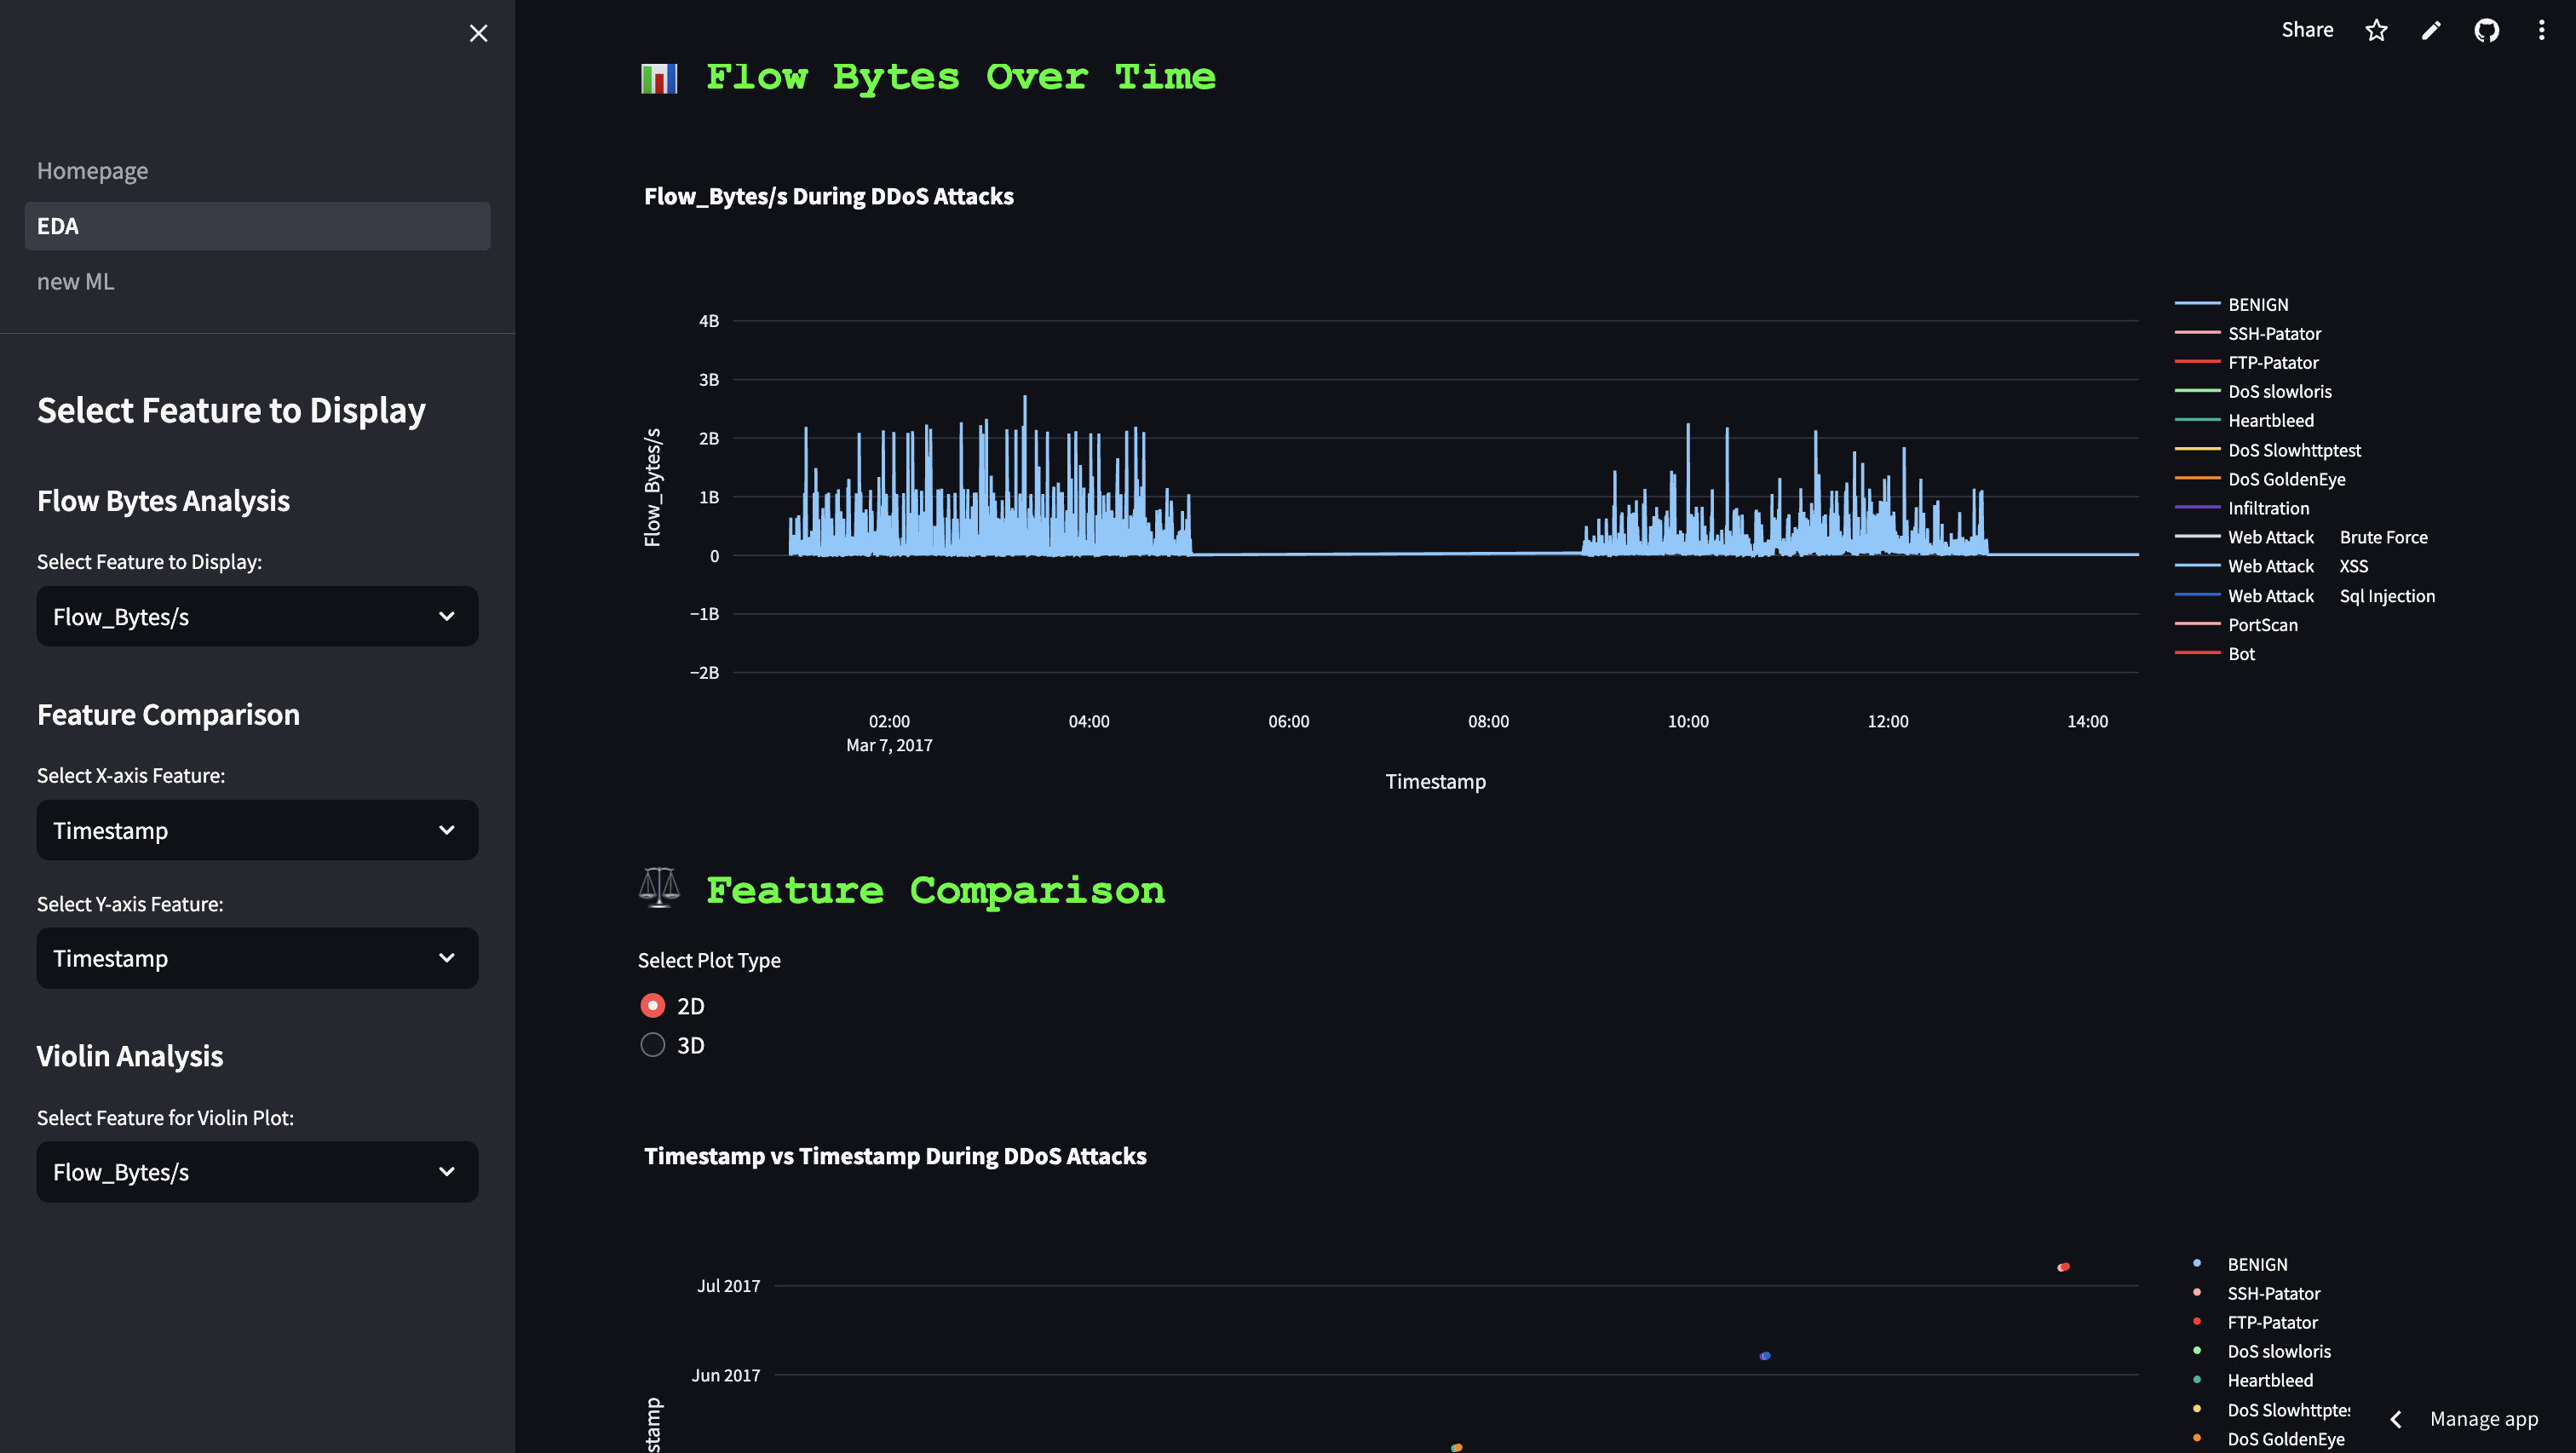 Share
Homepage
EDA
new ML
Select Feature to Display
Flow Bytes Analysis
Select Feature to Display:
Flow_Bytes/s
Feature Comparison
Select X-axis Feature:
Timestamp
Select Y-axis Feature:
Timestamp
Violin Analysis
Select Feature for Violin Plot:
Flow_Bytes/s
Flow Bytes Over Time
Flow_Bytes/s During DDoS Attacks
Flow_Bytes/s
4B
3B
2B
1B
0
−1B
−2B
02:00
Mar 7, 2017
04:00
06:00
08:00
10:00
12:00
14:00
Timestamp
BENIGN
SSH-Patator
FTP-Patator
DoS slowloris
Heartbleed
DoS Slowhttptest
DoS GoldenEye
Infiltration
Web Attack Brute Force
Web Attack XSS
Web Attack Sql Injection
PortScan
Bot
Feature Comparison
Select Plot Type
2D
3D
Timestamp vs Timestamp During DDoS Attacks
Jul 2017
Jun 2017
stamp
BENIGN
SSH-Patator
FTP-Patator
DoS slowloris
Heartbleed
DoS Slowhttptes
DoS GoldenEye
Manage app